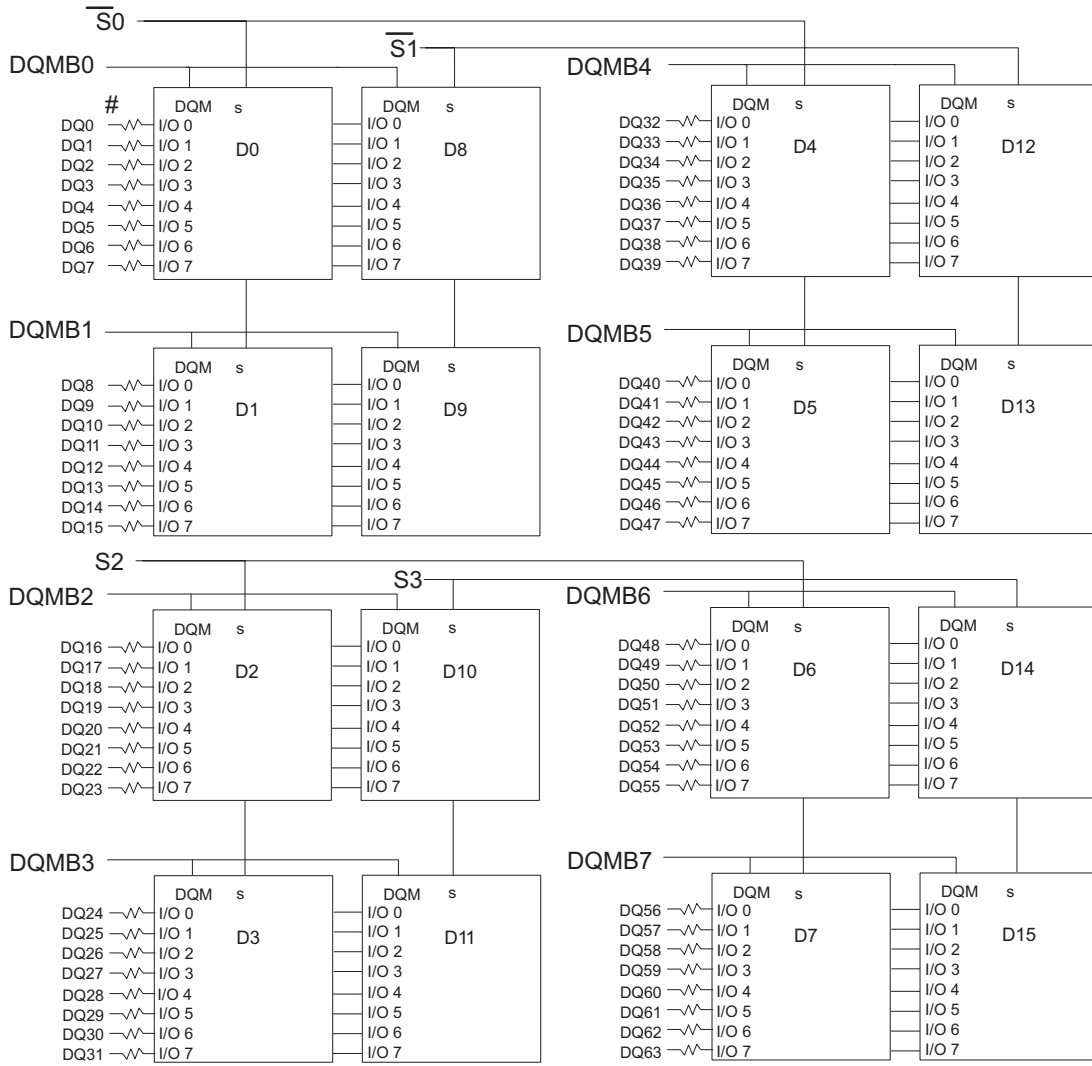 S0
S1
DQMB0
#
DQM s
DQM s
DQ0 I/O 0 I/O 0
DQ1 I/O 1 I/O 1
D0 D8
DQ2 I/O 2 I/O 2
DQ3 I/O 3 I/O 3
DQ4 I/O 4 I/O 4
DQ5 I/O 5 I/O 5
DQ6 I/O 6 I/O 6
DQ7 I/O 7 I/O 7
DQMB1
DQM s
DQM s
DQ8 I/O 0 I/O 0
DQ9 I/O 1 I/O 1
D1 D9
DQ10 I/O 2 I/O 2
DQ11 I/O 3 I/O 3
DQ12 I/O 4 I/O 4
DQ13 I/O 5 I/O 5
DQ14 I/O 6 I/O 6
DQ15 I/O 7 I/O 7
S2
S3
DQMB2
DQM s
DQM s
DQ16 I/O 0 I/O 0
DQ17 I/O 1 I/O 1
D2 D10
DQ18 I/O 2 I/O 2
DQ19 I/O 3 I/O 3
DQ20 I/O 4 I/O 4
DQ21 I/O 5 I/O 5
DQ22 I/O 6 I/O 6
DQ23 I/O 7 I/O 7
DQMB3
DQM s
DQM s
DQ24 I/O 0 I/O 0
DQ25 I/O 1 I/O 1
D3 D11
DQ26 I/O 2 I/O 2
DQ27 I/O 3 I/O 3
DQ28 I/O 4 I/O 4
DQ29 I/O 5 I/O 5
DQ30 I/O 6 I/O 6
DQ31 I/O 7 I/O 7
DQMB4
DQM s
DQM s
DQ32 I/O 0 I/O 0
DQ33 I/O 1 I/O 1
D4 D12
DQ34 I/O 2 I/O 2
DQ35 I/O 3 I/O 3
DQ36 I/O 4 I/O 4
DQ37 I/O 5 I/O 5
DQ38 I/O 6 I/O 6
DQ39 I/O 7 I/O 7
DQMB5
DQM s
DQM s
DQ40 I/O 0 I/O 0
DQ41 I/O 1 I/O 1
D5 D13
DQ42 I/O 2 I/O 2
DQ43 I/O 3 I/O 3
DQ44 I/O 4 I/O 4
DQ45 I/O 5 I/O 5
DQ46 I/O 6 I/O 6
DQ47 I/O 7 I/O 7
DQMB6
DQM s
DQM s
DQ48 I/O 0 I/O 0
DQ49 I/O 1 I/O 1
D6 D14
DQ50 I/O 2 I/O 2
DQ51 I/O 3 I/O 3
DQ52 I/O 4 I/O 4
DQ53 I/O 5 I/O 5
DQ54 I/O 6 I/O 6
DQ55 I/O 7 I/O 7
DQMB7
DQM s
DQM s
DQ56 I/O 0 I/O 0
DQ57 I/O 1 I/O 1
D7 D15
DQ58 I/O 2 I/O 2
DQ59 I/O 3 I/O 3
DQ60 I/O 4 I/O 4
DQ61 I/O 5 I/O 5
DQ62 I/O 6 I/O 6
DQ63 I/O 7 I/O 7